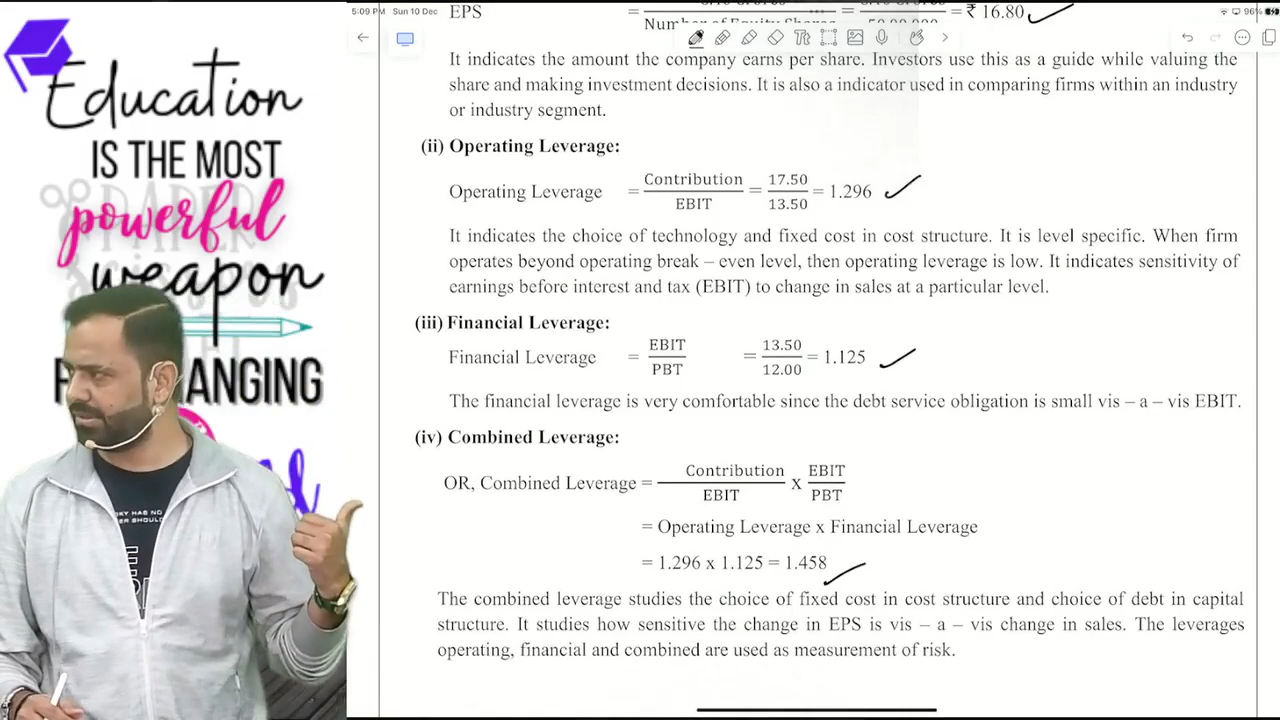 5:09 PM Sun 10 Dec
96%
Education
IS THE MOST
powerful
weapon
ANGING
EPS = = = ₹ 16.80
It indicates the amount the company earns per share. Investors use this as a guide while valuing the
share and making investment decisions. It is also a indicator used in comparing firms within an industry
or industry segment.
(ii) Operating Leverage:
Operating Leverage = Contribution / EBIT = 17.50 / 13.50 = 1.296
It indicates the choice of technology and fixed cost in cost structure. It is level specific. When firm
operates beyond operating break – even level, then operating leverage is low. It indicates sensitivity of
earnings before interest and tax (EBIT) to change in sales at a particular level.
(iii) Financial Leverage:
Financial Leverage = EBIT / PBT = 13.50 / 12.00 = 1.125
The financial leverage is very comfortable since the debt service obligation is small vis – a – vis EBIT.
(iv) Combined Leverage:
OR, Combined Leverage = Contribution / EBIT X EBIT / PBT
= Operating Leverage x Financial Leverage
= 1.296 x 1.125 = 1.458
The combined leverage studies the choice of fixed cost in cost structure and choice of debt in capital
structure. It studies how sensitive the change in EPS is vis – a – vis change in sales. The leverages
operating, financial and combined are used as measurement of risk.